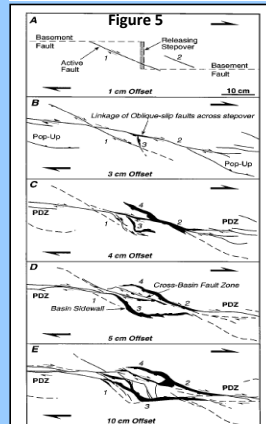 Figure 5
A
Basement
Fault
Releasing
Stepover
Active
Fault
1
2
Basement
Fault
1 cm Offset
10 cm
B
Linkage of Oblique-slip faults across stepover
1
2
3
Pop-Up
Pop-Up
3 cm Offset
C
PDZ
4
1
3
2
PDZ
4 cm Offset
D
Cross-Basin Fault
Zone
4
PDZ
1
2
PDZ
Basin Sidewall
3
5 cm Offset
E
4
PDZ
PDZ
1
3
2
10 cm Offset